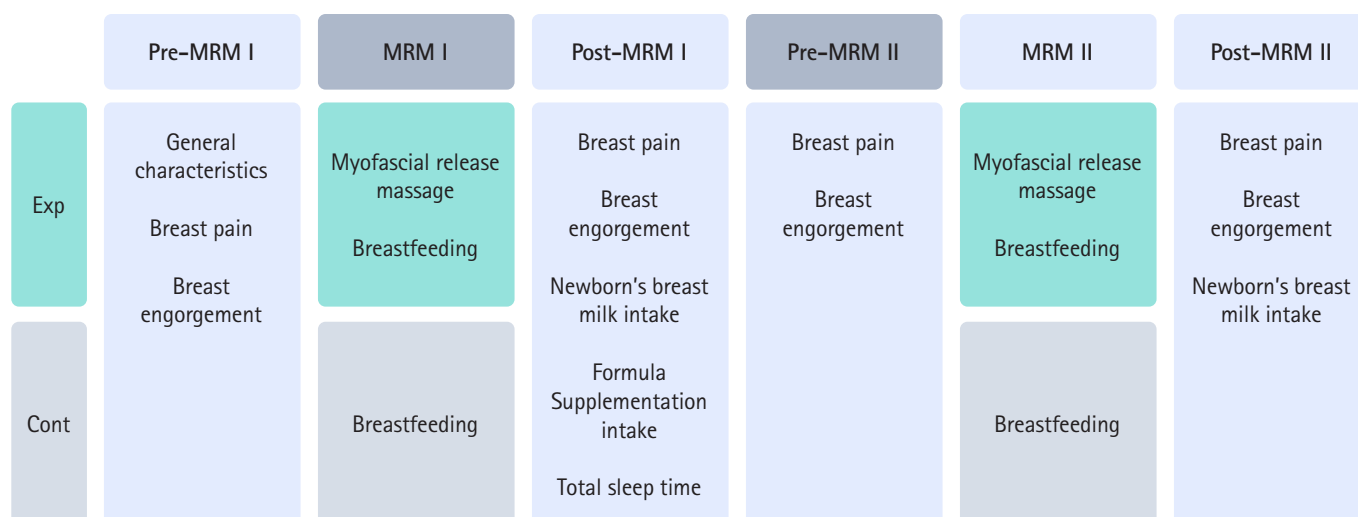 Pre-MRM I
MRM I
Post-MRM I
Pre-MRM II
MRM II
Post-MRM II
Exp
General
characteristics
Breast pain
Breast
engorgement
Myofascial release
massage
Breastfeeding
Breast pain
Breast
engorgement
Newborn's breast
milk intake
Formula
Supplementation
intake
Total sleep time
Breast pain
Breast
engorgement
Myofascial release
massage
Breastfeeding
Breast pain
Breast
engorgement
Newborn's breast
milk intake
Cont
Breastfeeding
Breastfeeding